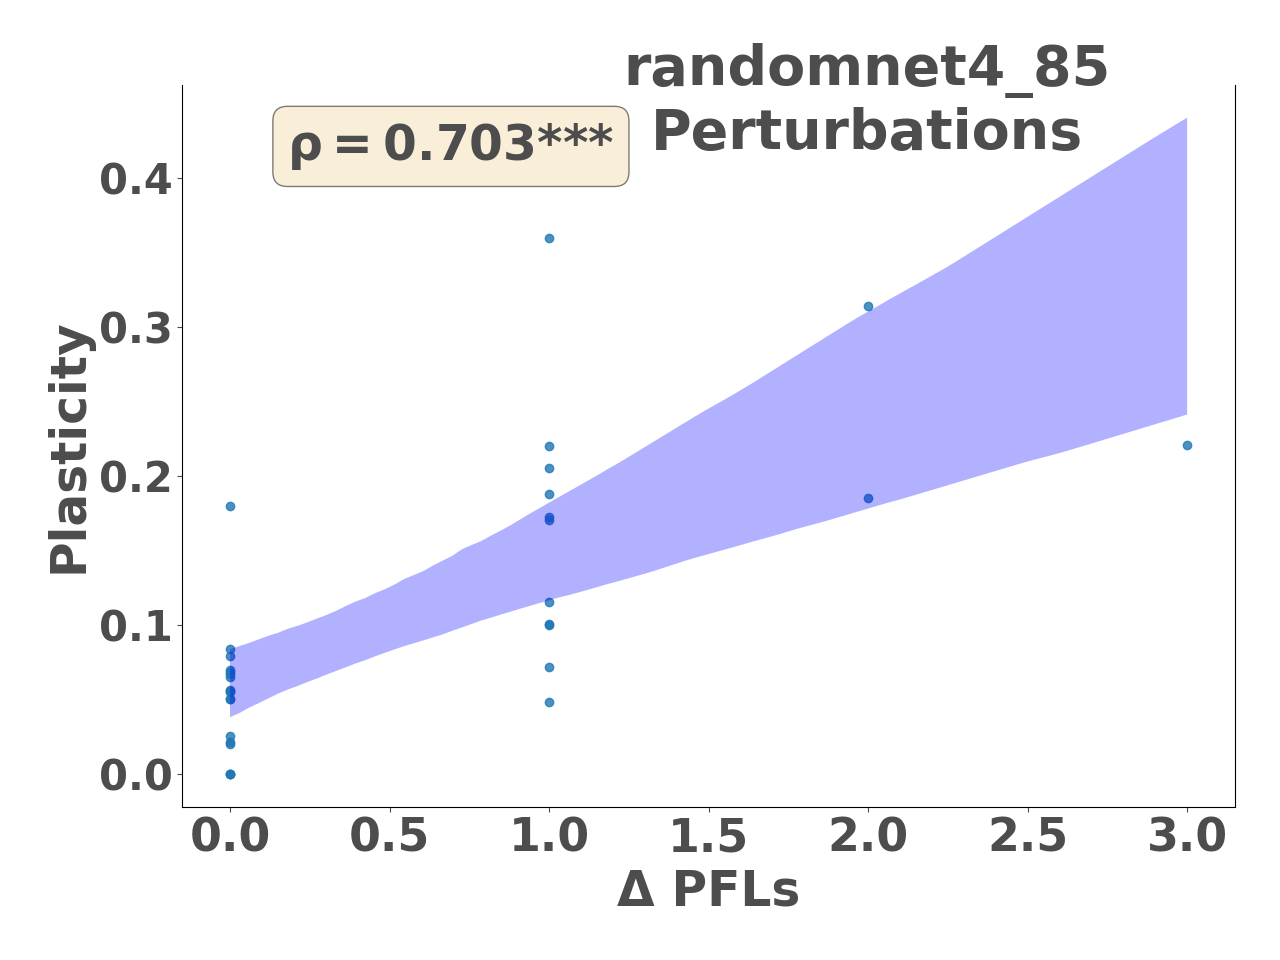 randomnet4_85
Perturbations
ρ = 0.703***
Plasticity
0.4
0.3
0.2
0.1
0.0
0.0 0.5 1.0 1.5 2.0 2.5 3.0
Δ PFLs